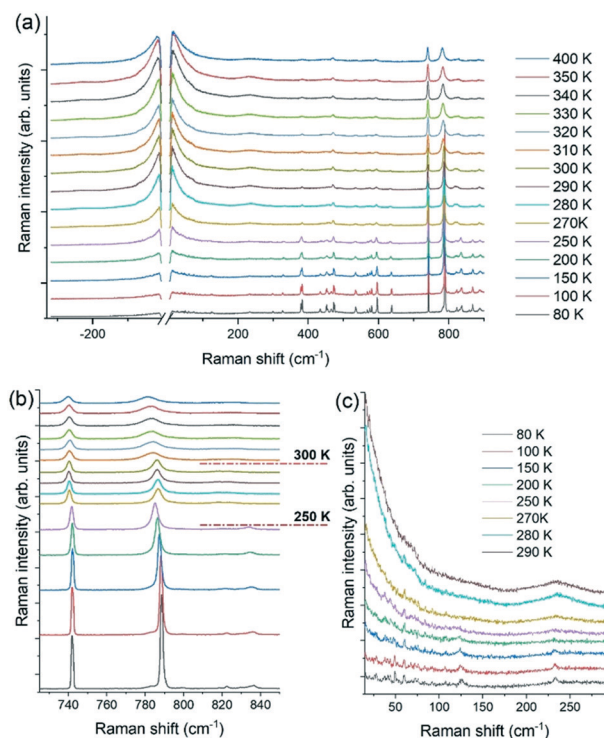 (a)
Raman intensity (arb. units)
400 K
350 K
340 K
330 K
320 K
310 K
300 K
290 K
280 K
270K
250 K
200 K
150 K
100 K
80 K
-200 200 400 600 800
Raman shift (cm⁻¹)
(b)
Raman intensity (arb. units)
300 K
250 K
740 760 780 800 820 840
Raman shift (cm⁻¹)
(c)
Raman intensity (arb. units)
80 K
100 K
150 K
200 K
250 K
270K
280 K
290 K
50 100 150 200 250
Raman shift (cm⁻¹)